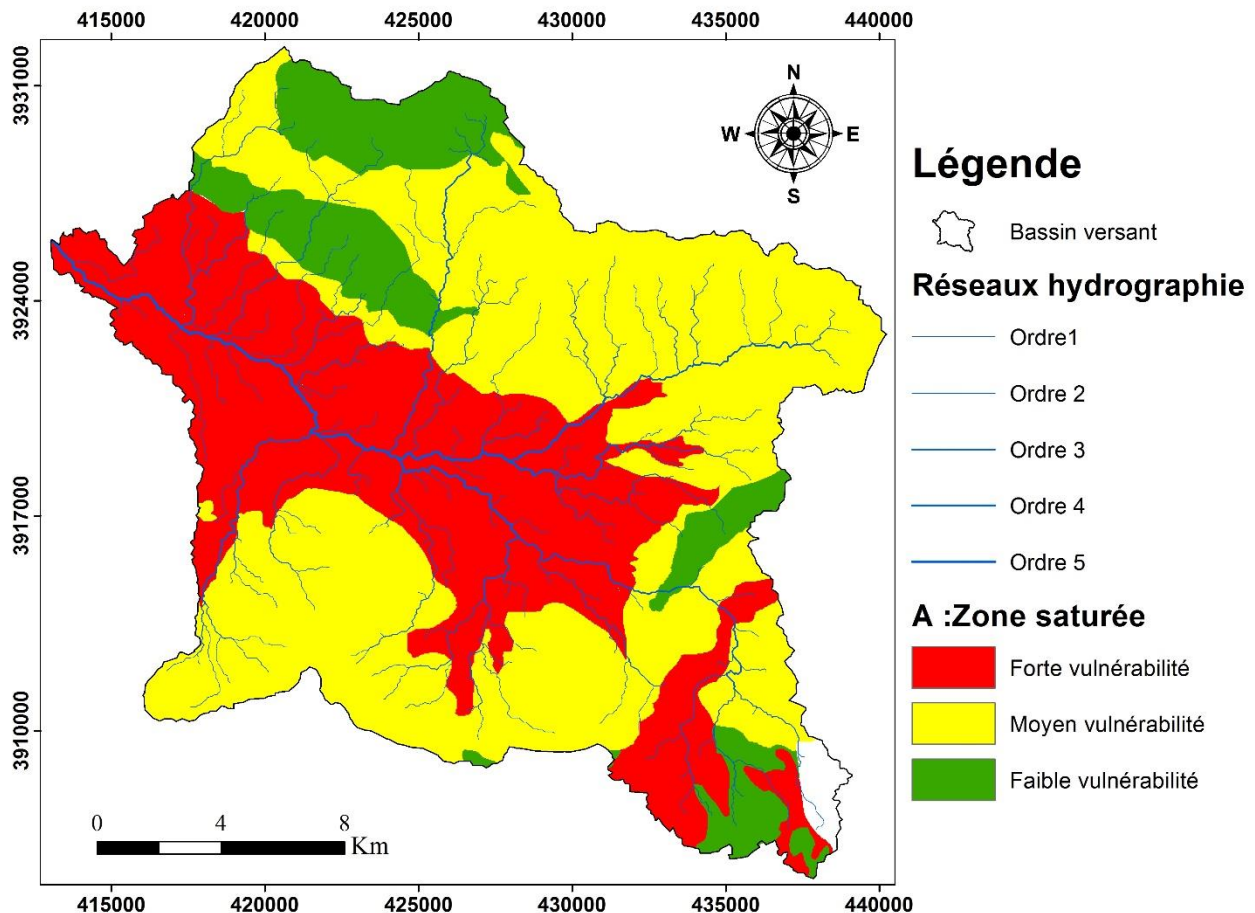 415000 420000 425000 430000 435000 440000
3931000
3924000
3917000
3910000
N
W E
S
0 4 8
Km
415000 420000 425000 430000 435000 440000
Légende
Bassin versant
Réseaux hydrographie
Ordre1
Ordre 2
Ordre 3
Ordre 4
Ordre 5
A :Zone saturée
Forte vulnérabilité
Moyen vulnérabilité
Faible vulnérabilité